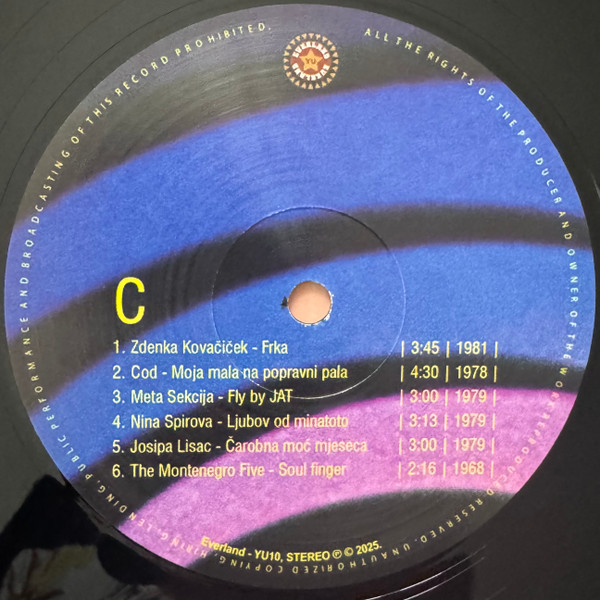 ALL THE RIGHTS OF THE PRODUCER AND OWNER OF THE WORK REPRODUCED, RESERVED. UNAUTHORIZED COPYING, HIRING, LENDING, PUBLIC PERFORMANCE AND BROADCASTING OF THIS RECORD PROHIBITED.
EVERLAND
YU
EVERLAND
C
1. Zdenka Kovačiček - Frka | 3:45 | 1981 |
2. Cod - Moja mala na popravni pala | 4:30 | 1978 |
3. Meta Sekcija - Fly by JAT | 3:00 | 1979 |
4. Nina Spirova - Ljubov od minatoto | 3:13 | 1979 |
5. Josipa Lisac - Čarobna moć mjeseca | 3:00 | 1979 |
6. The Montenegro Five - Soul finger | 2:16 | 1968 |
Everland - YU10, STEREO ℗ © 2025.